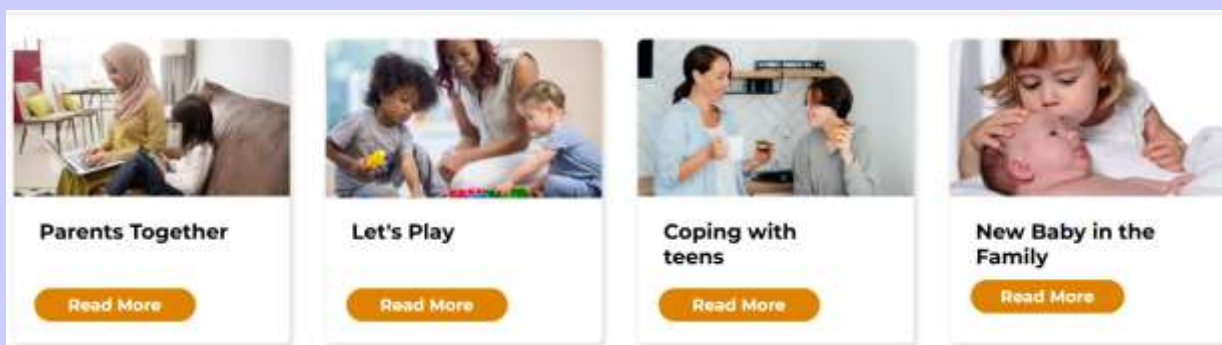 Parents Together
Read More
Let's Play
Read More
Coping with
teens
Read More
New Baby in the
Family
Read More